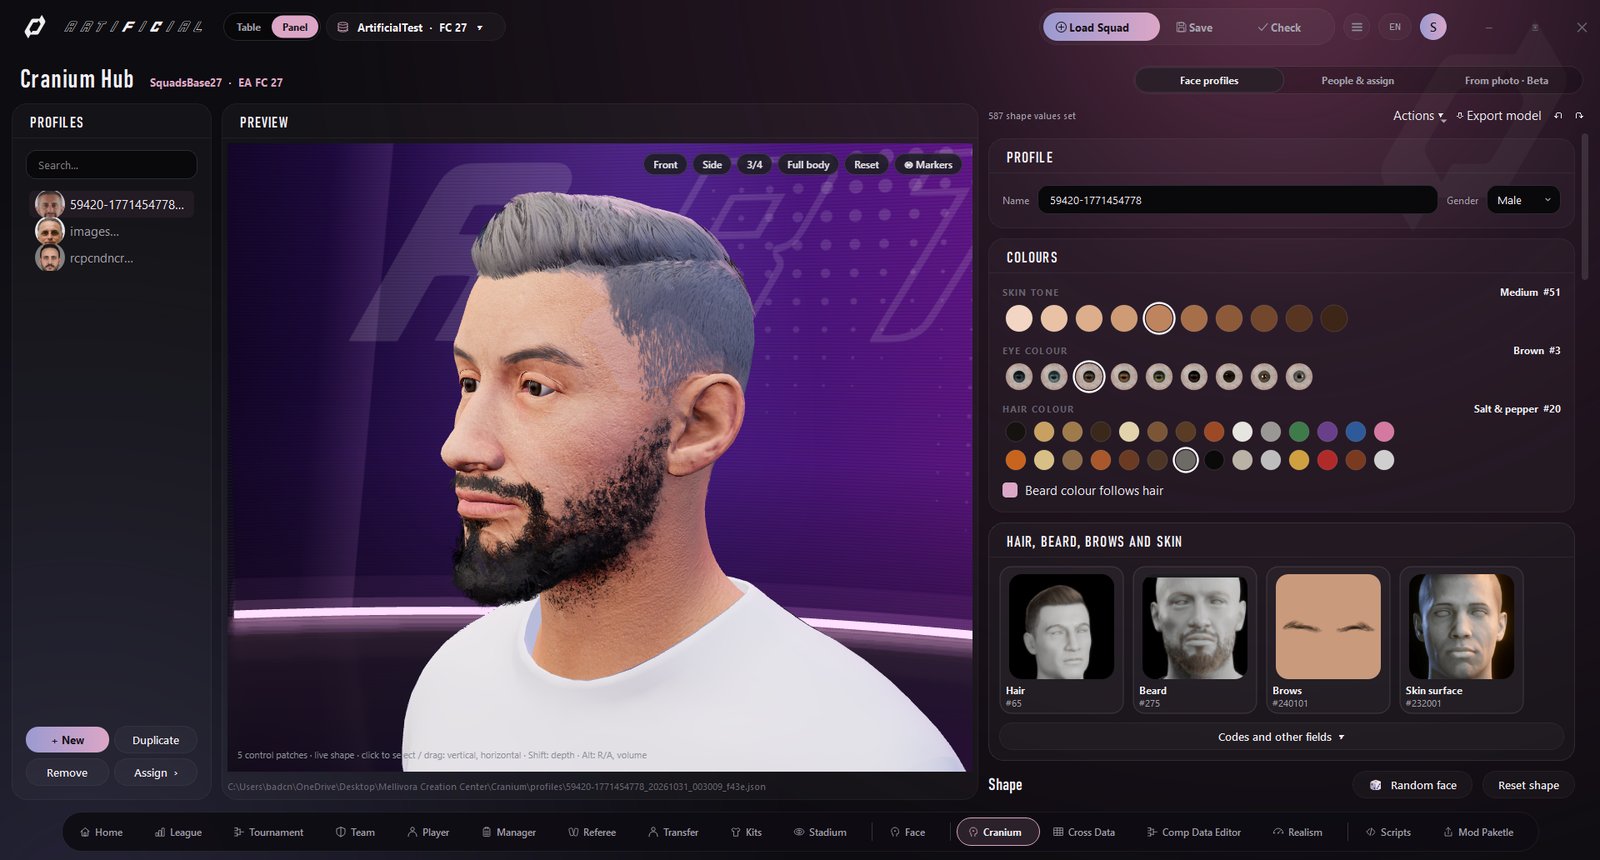 ARTIFICIAL
Table
Panel
ArtificialTest · FC 27
Load Squad
Save
Check
EN
S
Cranium Hub
SquadsBase27 · EA FC 27
Face profiles
People & assign
From photo · Beta
PROFILES
Search...
59420-1771454778...
images...
rcpcndncr...
+ New
Duplicate
Remove
Assign ›
PREVIEW
Front
Side
3/4
Full body
Reset
Markers
5 control patches · live shape · click to select / drag: vertical, horizontal · Shift: depth · Alt: R/A, volume
C:\Users\badcn\OneDrive\Desktop\Mellivora Creation Center\Cranium\profiles\59420-1771454778_20261031_003009_f43e.json
587 shape values set
Actions
Export model
PROFILE
Name
59420-1771454778
Gender
Male
COLOURS
SKIN TONE
Medium #51
EYE COLOUR
Brown #3
HAIR COLOUR
Salt & pepper #20
Beard colour follows hair
HAIR, BEARD, BROWS AND SKIN
Hair
#65
Beard
#275
Brows
#240101
Skin surface
#232001
Codes and other fields
Shape
Random face
Reset shape
Home
League
Tournament
Team
Player
Manager
Referee
Transfer
Kits
Stadium
Face
Cranium
Cross Data
Comp Data Editor
Realism
Scripts
Mod Paketle